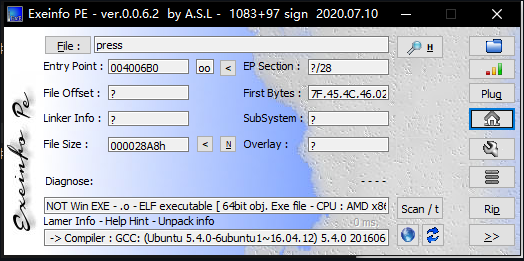 Exeinfo PE - ver.0.0.6.2 by A.S.L - 1083+97 sign 2020.07.10
File : press H
Entry Point : 004006B0 oo < EP Section : ?/28
File Offset : ? First Bytes : 7F.45.4C.46.02
Plug
Linker Info : ? SubSystem : ?
File Size : 000028A8h < N Overlay : ?
Diagnose: - - - -
NOT Win EXE - .o - ELF executable [ 64bit obj. Exe file - CPU : AMD x86 Scan / t Rip
Lamer Info - Help Hint - Unpack info 0 ms.
-> Compiler : GCC: (Ubuntu 5.4.0-6ubuntu1~16.04.12) 5.4.0 201606 >>
Exeinfo Pe